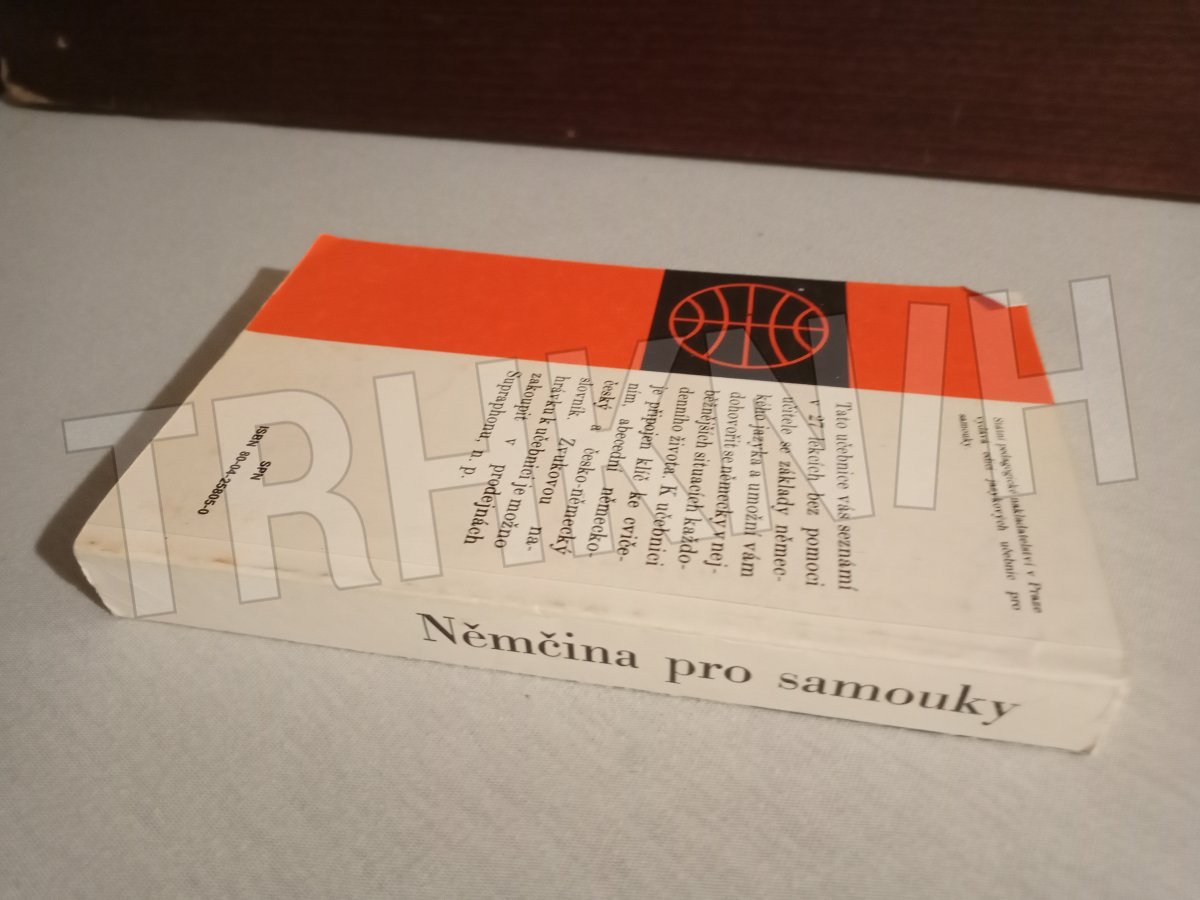 Státní pedagogické nakladatelství v Praze
vydává edici jazykových učebnic pro
samouky
Tato učebnice vás seznámí
v 27 lekcích bez pomoci
učitele se základy němec-
kého jazyka a umožní vám
dohovořit se německy v nej-
běžnějších situacích každo-
denního života. K učebnici
je připojen klíč ke cviče-
ním, abecední německo-
český a česko-německý
slovník. Zvukovou na-
hrávku k učebnici je možno
zakoupit v prodejnách
Supraphonu, n. p.
SPN
ISBN 80-04-25805-0
Němčina pro samouky
TRHKNIH